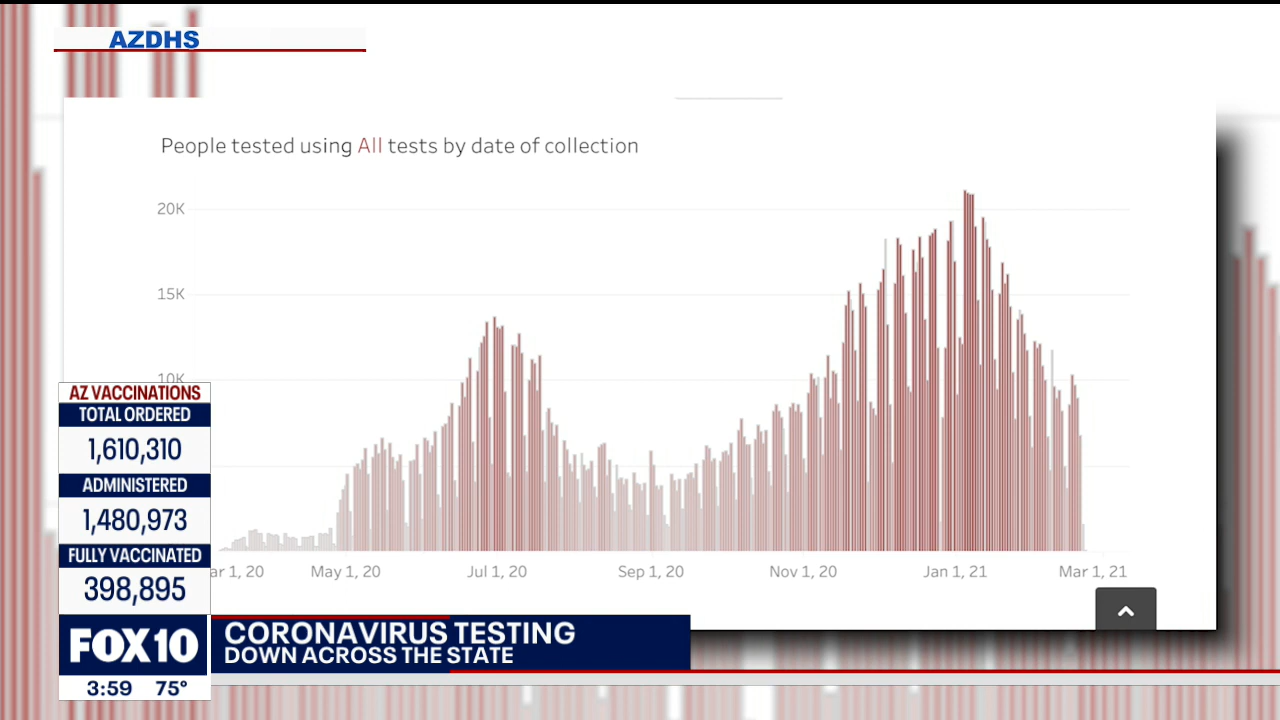 AZDHS
People tested using All tests by date of collection
20K
15K
10K
AZ VACCINATIONS
TOTAL ORDERED
1,610,310
ADMINISTERED
1,480,973
FULLY VACCINATED
398,895
ar 1, 20 May 1, 20 Jul 1, 20 Sep 1, 20 Nov 1, 20 Jan 1, 21 Mar 1, 21
FOX 10
CORONAVIRUS TESTING
DOWN ACROSS THE STATE
3:59 75°